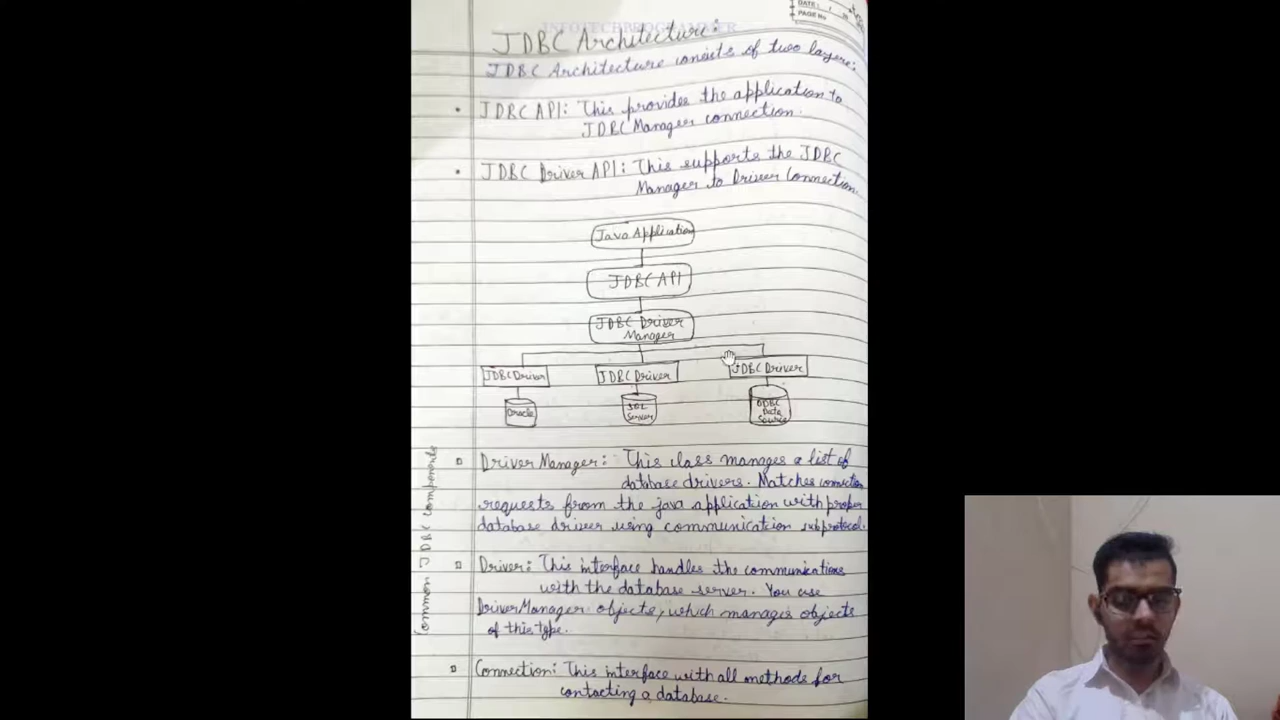 INFOTECHPROGRAMMER
DATE: / /
PAGE No
JDBC Architecture:
JDBC Architecture consists of two layers:
• JDBC API: This provides the application to
JDBC Manager connection.
• JDBC Driver API: This supports the JDBC
Manager to Driver Connection.
Java Application
JDBC API
JDBC Driver
Manager
JDBC Driver
JDBC Driver
JDBC Driver
Oracle
SQL
Server
ODBC
Data
Source
Common JDBC Components
Driver Manager: This class manages a list of
database drivers. Matches connection
requests from the java application with proper
database driver using communication subprotocol.
Driver: This interface handles the communications
with the database server. You use
DriverManager objects, which manages objects
of this type.
Connection: This interface with all methods for
contacting a database.